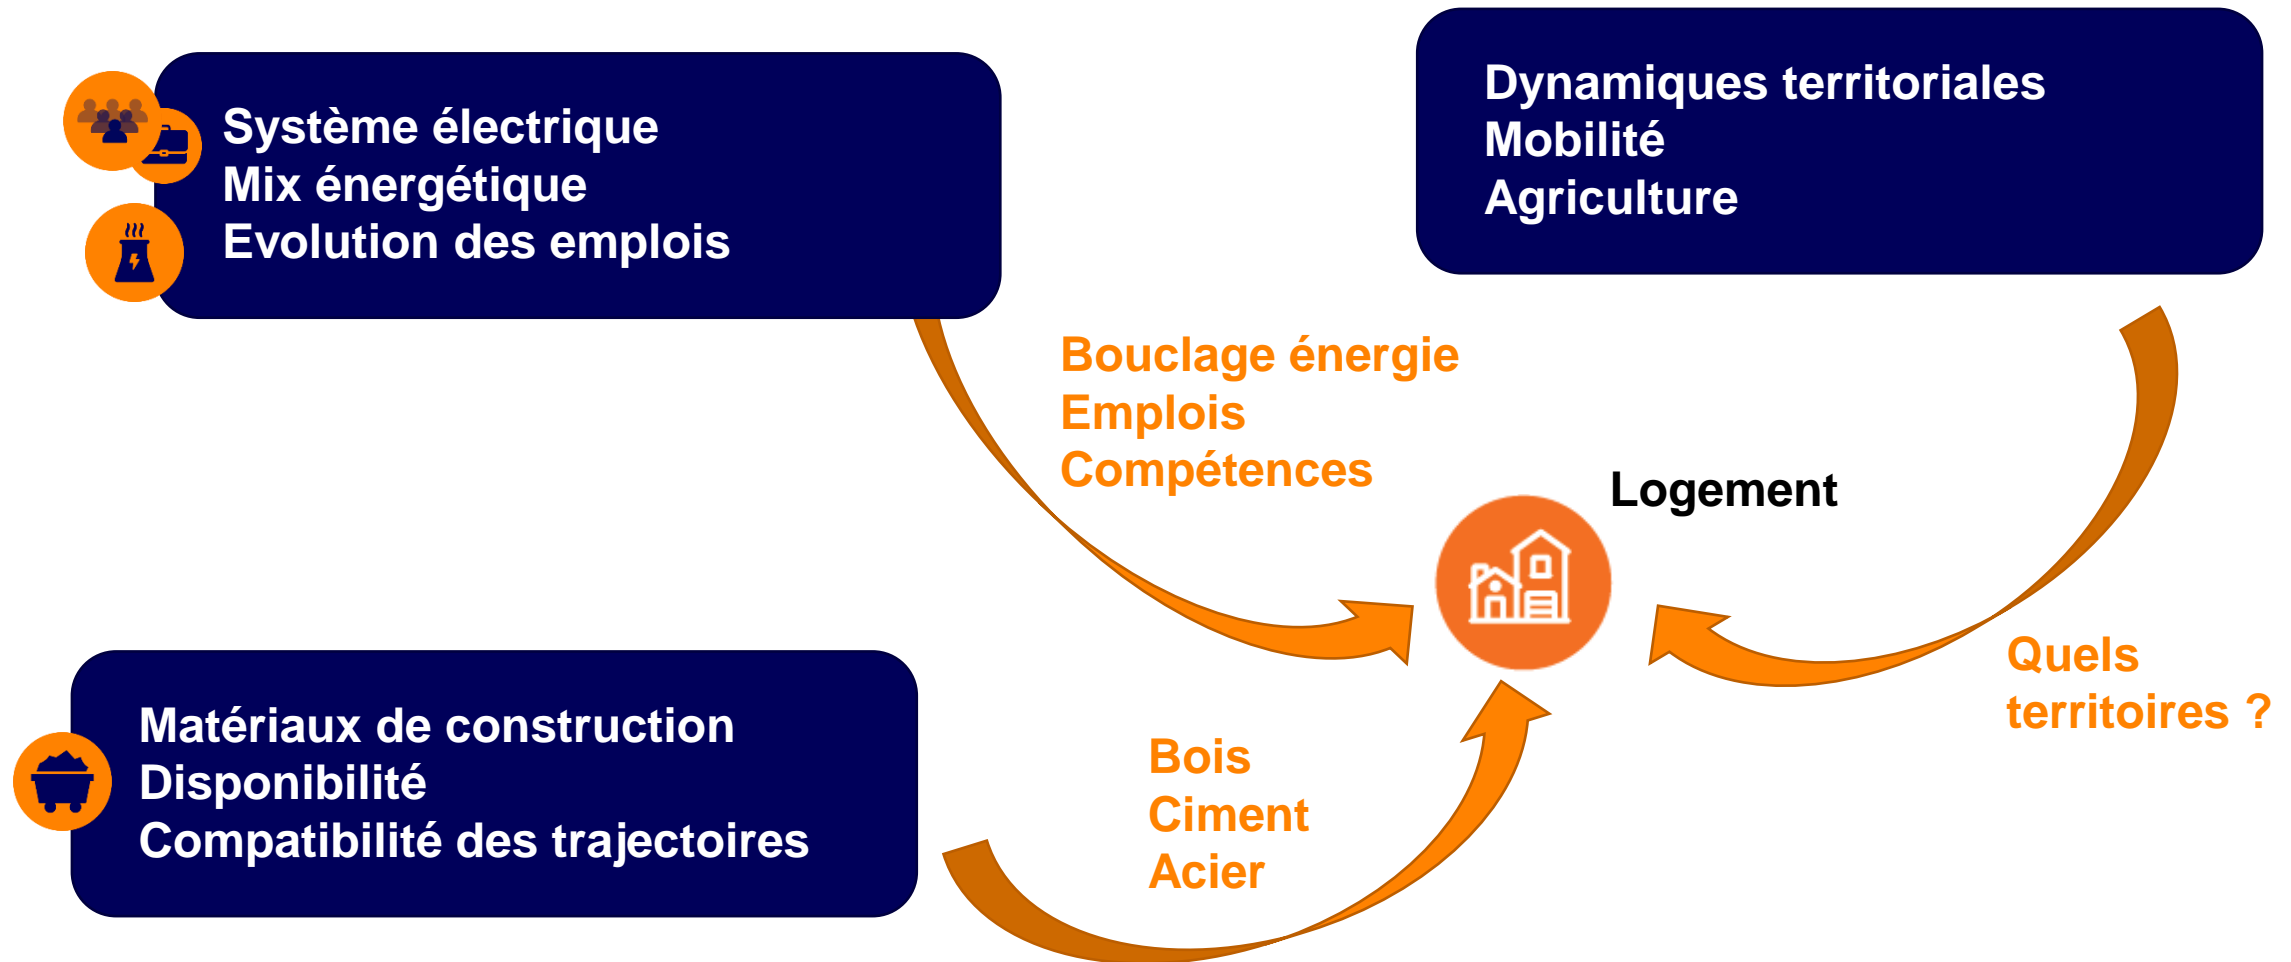 Système électrique
Mix énergétique
Evolution des emplois
Dynamiques territoriales
Mobilité
Agriculture
Bouclage énergie
Emplois
Compétences
Logement
Quels
territoires ?
Matériaux de construction
Disponibilité
Compatibilité des trajectoires
Bois
Ciment
Acier